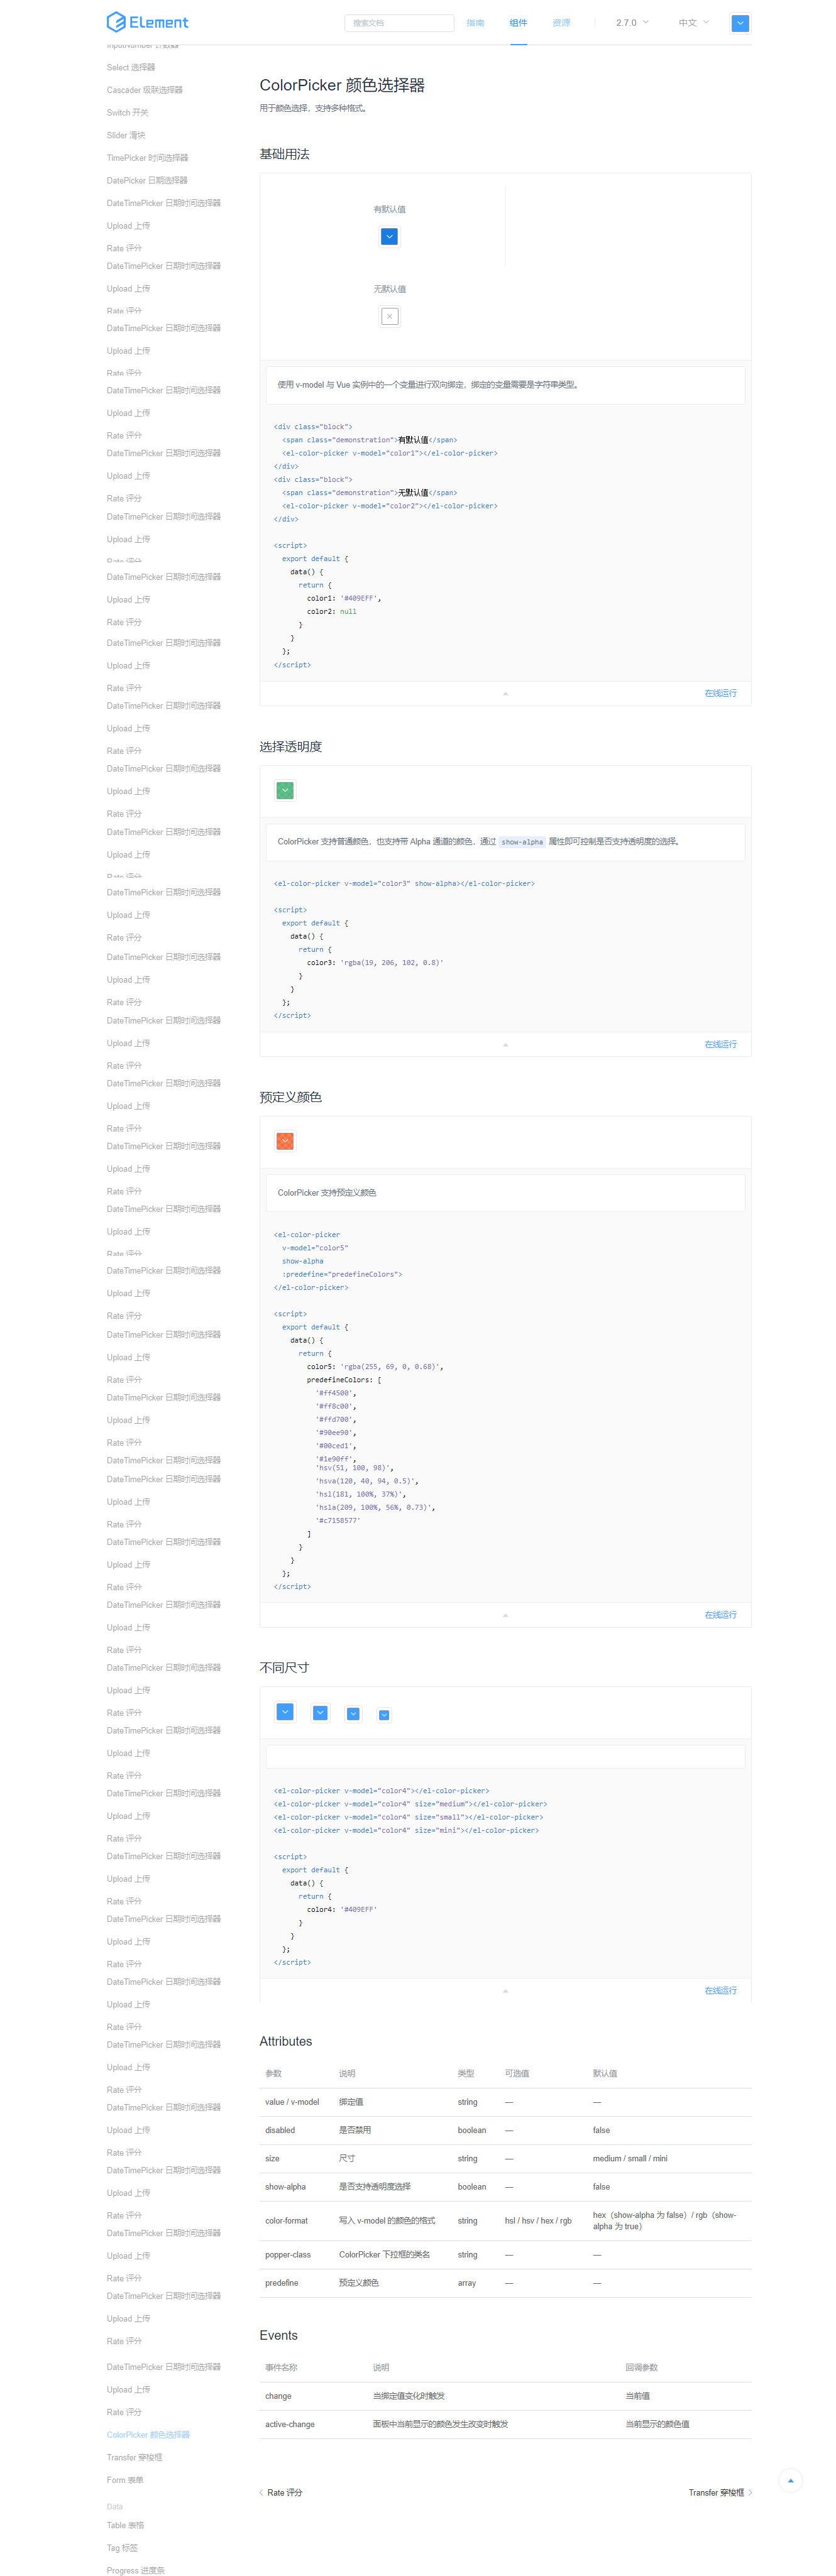 Element
搜索文档
指南
组件
资源
2.7.0
中文
InputNumber 计数器
Select 选择器
Cascader 级联选择器
Switch 开关
Slider 滑块
TimePicker 时间选择器
DatePicker 日期选择器
DateTimePicker 日期时间选择器
Upload 上传
Rate 评分
DateTimePicker 日期时间选择器
Upload 上传
Rate 评分
DateTimePicker 日期时间选择器
Upload 上传
Rate 评分
DateTimePicker 日期时间选择器
Upload 上传
Rate 评分
DateTimePicker 日期时间选择器
Upload 上传
Rate 评分
DateTimePicker 日期时间选择器
Upload 上传
Rate 评分
DateTimePicker 日期时间选择器
Upload 上传
Rate 评分
DateTimePicker 日期时间选择器
Upload 上传
Rate 评分
DateTimePicker 日期时间选择器
Upload 上传
Rate 评分
DateTimePicker 日期时间选择器
Upload 上传
Rate 评分
DateTimePicker 日期时间选择器
Upload 上传
Rate 评分
DateTimePicker 日期时间选择器
Upload 上传
Rate 评分
DateTimePicker 日期时间选择器
Upload 上传
Rate 评分
DateTimePicker 日期时间选择器
Upload 上传
Rate 评分
DateTimePicker 日期时间选择器
Upload 上传
Rate 评分
DateTimePicker 日期时间选择器
Upload 上传
Rate 评分
DateTimePicker 日期时间选择器
Upload 上传
Rate 评分
DateTimePicker 日期时间选择器
Upload 上传
Rate 评分
DateTimePicker 日期时间选择器
Upload 上传
Rate 评分
DateTimePicker 日期时间选择器
Upload 上传
Rate 评分
DateTimePicker 日期时间选择器
DateTimePicker 日期时间选择器
Upload 上传
Rate 评分
DateTimePicker 日期时间选择器
Upload 上传
Rate 评分
DateTimePicker 日期时间选择器
Upload 上传
Rate 评分
DateTimePicker 日期时间选择器
Upload 上传
Rate 评分
DateTimePicker 日期时间选择器
Upload 上传
Rate 评分
DateTimePicker 日期时间选择器
Upload 上传
Rate 评分
DateTimePicker 日期时间选择器
Upload 上传
Rate 评分
DateTimePicker 日期时间选择器
Upload 上传
Rate 评分
DateTimePicker 日期时间选择器
Upload 上传
Rate 评分
DateTimePicker 日期时间选择器
Upload 上传
Rate 评分
DateTimePicker 日期时间选择器
Upload 上传
Rate 评分
DateTimePicker 日期时间选择器
Upload 上传
Rate 评分
DateTimePicker 日期时间选择器
Upload 上传
Rate 评分
DateTimePicker 日期时间选择器
Upload 上传
Rate 评分
DateTimePicker 日期时间选择器
Upload 上传
Rate 评分
ColorPicker 颜色选择器
Transfer 穿梭框
Form 表单
Data
Table 表格
Tag 标签
Progress 进度条
ColorPicker 颜色选择器
用于颜色选择，支持多种格式。
基础用法
有默认值
无默认值
使用 v-model 与 Vue 实例中的一个变量进行双向绑定，绑定的变量需要是字符串类型。
<div class="block">
<span class="demonstration">有默认值</span>
<el-color-picker v-model="color1"></el-color-picker>
</div>
<div class="block">
<span class="demonstration">无默认值</span>
<el-color-picker v-model="color2"></el-color-picker>
</div>
<script>
export default {
data() {
return {
color1: '#409EFF',
color2: null
}
}
};
</script>
在线运行
选择透明度
ColorPicker 支持普通颜色，也支持带 Alpha 通道的颜色，通过 show-alpha 属性即可控制是否支持透明度的选择。
<el-color-picker v-model="color3" show-alpha></el-color-picker>
<script>
export default {
data() {
return {
color3: 'rgba(19, 206, 102, 0.8)'
}
}
};
</script>
在线运行
预定义颜色
ColorPicker 支持预定义颜色
<el-color-picker
v-model="color5"
show-alpha
:predefine="predefineColors">
</el-color-picker>
<script>
export default {
data() {
return {
color5: 'rgba(255, 69, 0, 0.68)',
predefineColors: [
'#ff4500',
'#ff8c00',
'#ffd700',
'#90ee90',
'#00ced1',
'#1e90ff',
'hsv(51, 100, 98)',
'hsva(120, 40, 94, 0.5)',
'hsl(181, 100%, 37%)',
'hsla(209, 100%, 56%, 0.73)',
'#c7158577'
]
}
}
};
</script>
在线运行
不同尺寸
<el-color-picker v-model="color4"></el-color-picker>
<el-color-picker v-model="color4" size="medium"></el-color-picker>
<el-color-picker v-model="color4" size="small"></el-color-picker>
<el-color-picker v-model="color4" size="mini"></el-color-picker>
<script>
export default {
data() {
return {
color4: '#409EFF'
}
}
};
</script>
在线运行
Attributes
参数 说明 类型 可选值 默认值
value / v-model 绑定值 string — —
disabled 是否禁用 boolean — false
size 尺寸 string — medium / small / mini
show-alpha 是否支持透明度选择 boolean — false
color-format 写入 v-model 的颜色的格式 string hsl / hsv / hex / rgb hex（show-alpha 为 false）/ rgb（show-
alpha 为 true）
popper-class ColorPicker 下拉框的类名 string — —
predefine 预定义颜色 array — —
Events
事件名称 说明 回调参数
change 当绑定值变化时触发 当前值
active-change 面板中当前显示的颜色发生改变时触发 当前显示的颜色值
Rate 评分
Transfer 穿梭框